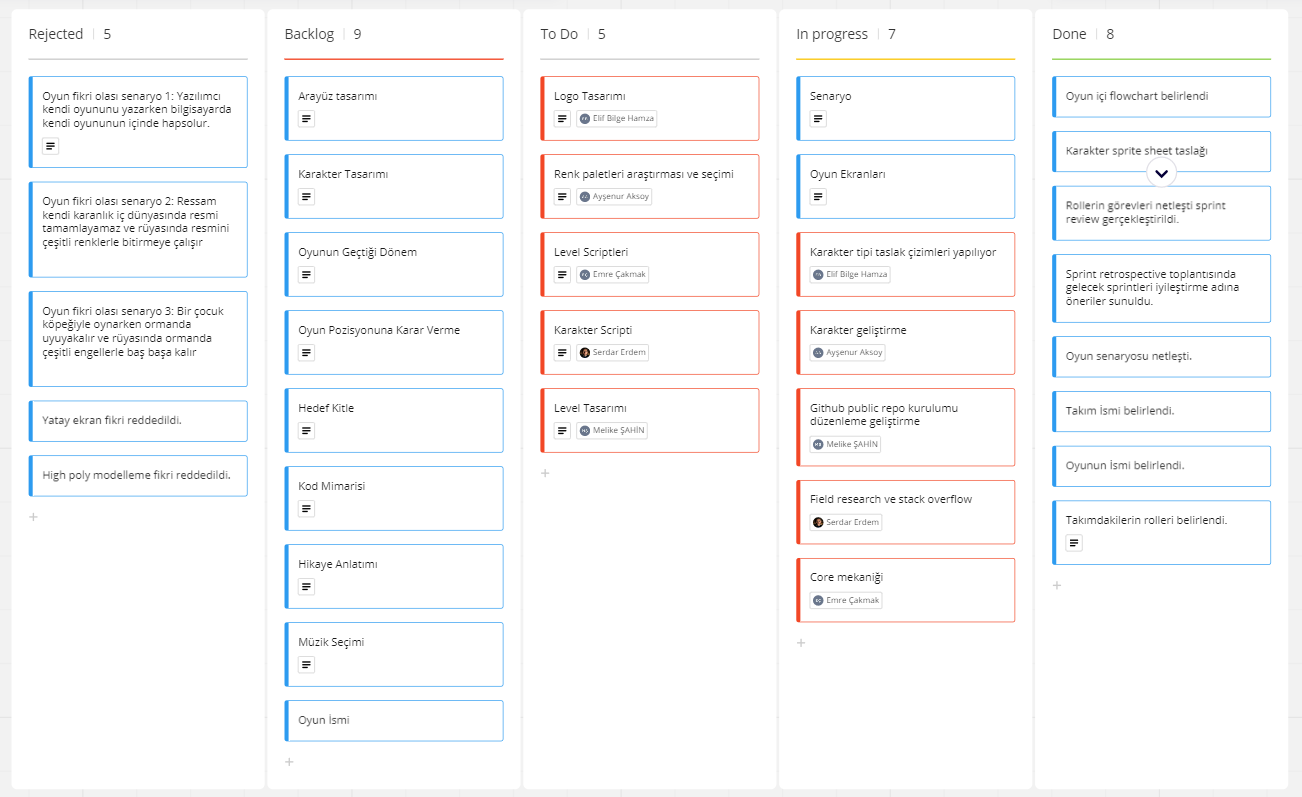 Rejected 5
Oyun fikri olası senaryo 1: Yazılımcı
kendi oyununu yazarken bilgisayarda
kendi oyununun içinde hapsolur.
Oyun fikri olası senaryo 2: Ressam
kendi karanlık iç dünyasında resmi
tamamlayamaz ve rüyasında resmini
çeşitli renklerle bitirmeye çalışır
Oyun fikri olası senaryo 3: Bir çocuk
köpeğiyle oynarken ormanda
uyuyakalır ve rüyasında ormanda
çeşitli engellerle baş başa kalır
Yatay ekran fikri reddedildi.
High poly modelleme fikri reddedildi.
+
Backlog 9
Arayüz tasarımı
Karakter Tasarımı
Oyunun Geçtiği Dönem
Oyun Pozisyonuna Karar Verme
Hedef Kitle
Kod Mimarisi
Hikaye Anlatımı
Müzik Seçimi
Oyun İsmi
+
To Do 5
Logo Tasarımı
Elif Bilge Hamza
Renk paletleri araştırması ve seçimi
Ayşenur Aksoy
Level Scriptleri
Emre Çakmak
Karakter Scripti
Serdar Erdem
Level Tasarımı
Melike ŞAHİN
+
In progress 7
Senaryo
Oyun Ekranları
Karakter tipi taslak çizimleri yapılıyor
Elif Bilge Hamza
Karakter geliştirme
Ayşenur Aksoy
Github public repo kurulumu
düzenleme geliştirme
Melike ŞAHİN
Field research ve stack overflow
Serdar Erdem
Core mekaniği
Emre Çakmak
+
Done 8
Oyun içi flowchart belirlendi
Karakter sprite sheet taslağı
Rollerin görevleri netleşti sprint
review gerçekleştirildi.
Sprint retrospective toplantısında
gelecek sprintleri iyileştirme adına
öneriler sunuldu.
Oyun senaryosu netleşti.
Takım İsmi belirlendi.
Oyunun İsmi belirlendi.
Takımdakilerin rolleri belirlendi.
+